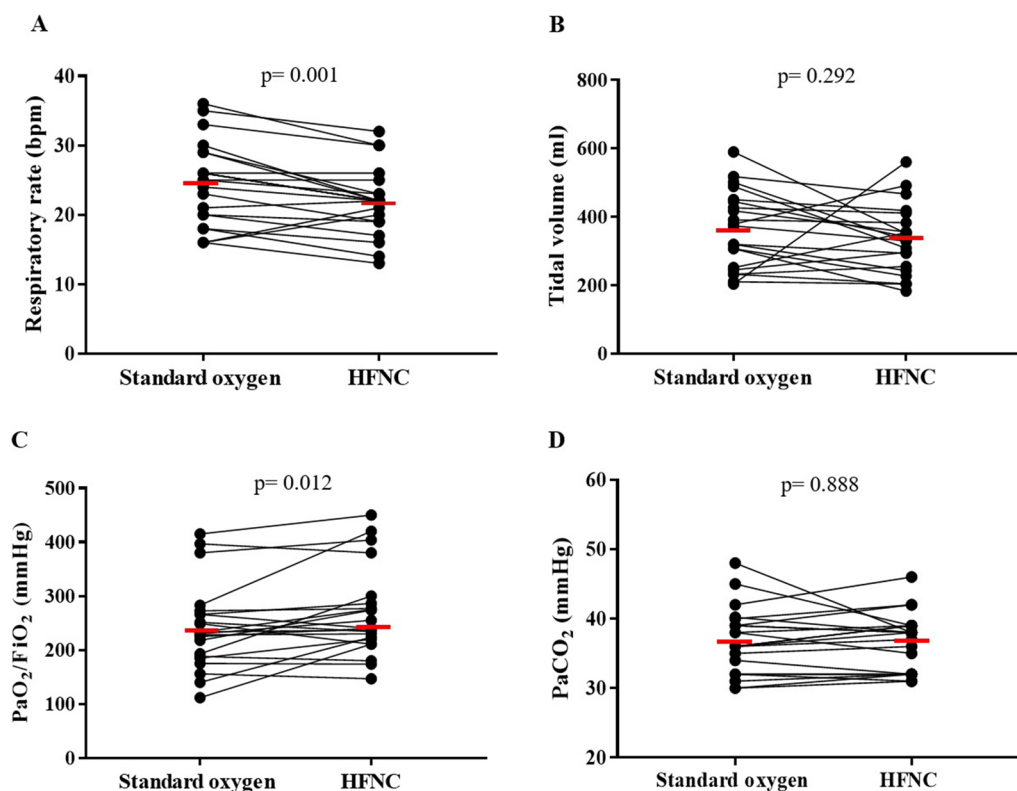 A
p= 0.001
Respiratory rate (bpm)
40
30
20
10
0
Standard oxygen
HFNC
B
p= 0.292
Tidal volume (ml)
800
600
400
200
0
Standard oxygen
HFNC
C
p= 0.012
PaO₂/FiO₂ (mmHg)
500
400
300
200
100
0
Standard oxygen
HFNC
D
p= 0.888
PaCO₂ (mmHg)
60
50
40
30
20
Standard oxygen
HFNC